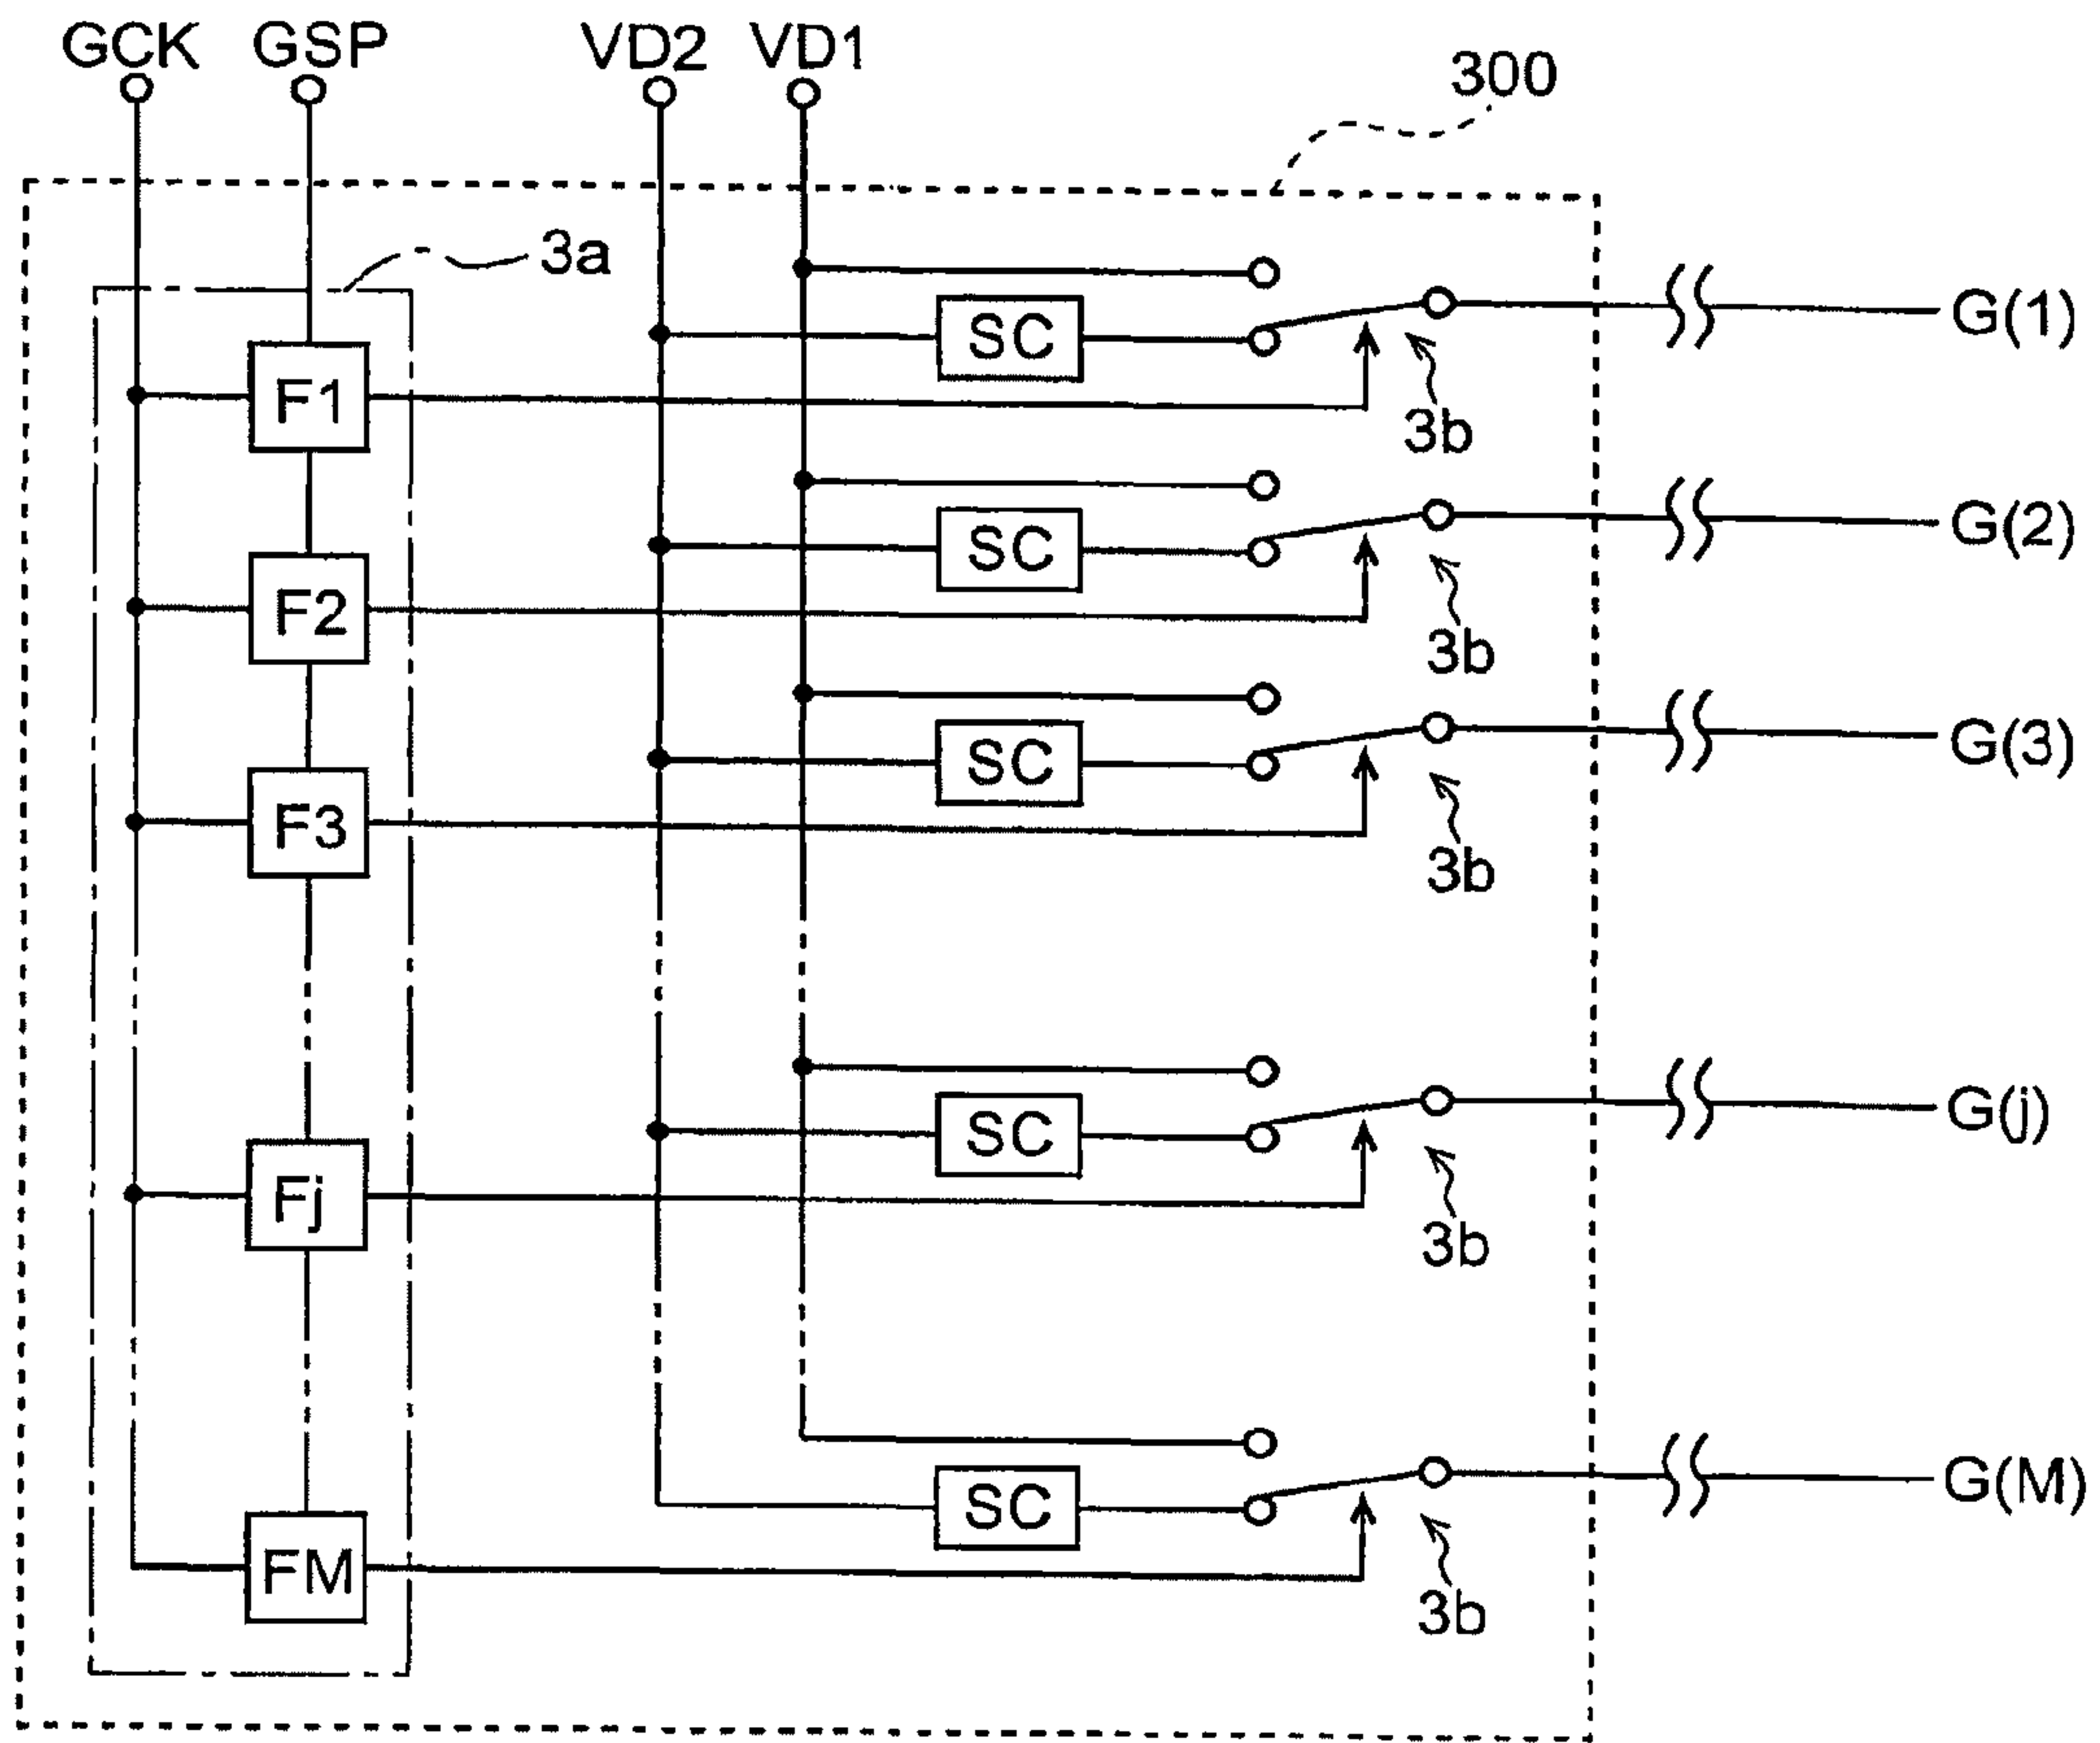 GCK GSP VD2 VD1
300
3a
SC G(1)
F1 3b
SC G(2)
F2 3b
SC G(3)
F3 3b
SC G(j)
Fj 3b
SC G(M)
FM 3b